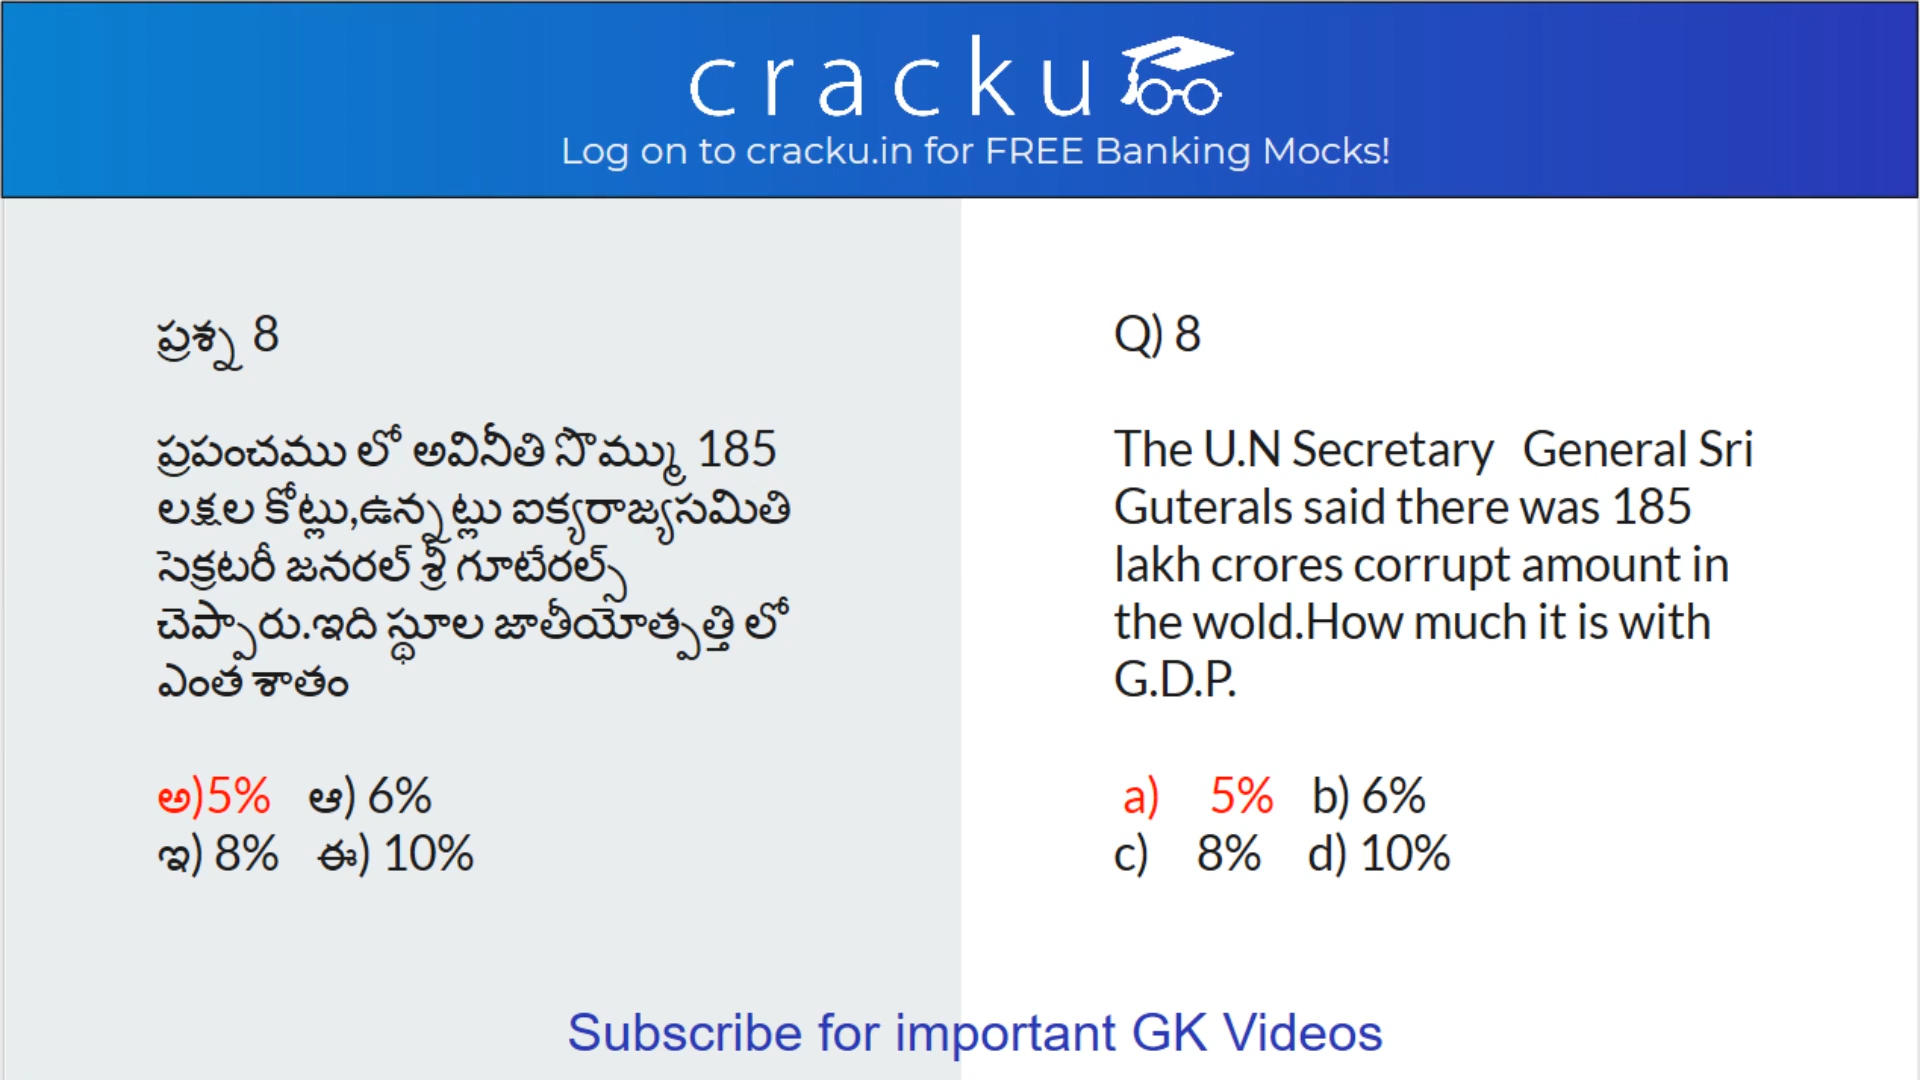 cracku
Log on to cracku.in for FREE Banking Mocks!
ప్రశ్న 8
ప్రపంచము లో అవినీతి సొమ్ము 185
లక్షల కోట్లు,ఉన్నట్లు ఐక్యరాజ్యసమితి
సెక్రటరీ జనరల్ శ్రీ గూటేరల్స్
చెప్పారు.ఇది స్థూల జాతీయోత్పత్తి లో
ఎంత శాతం
అ)5% ఆ) 6%
ఇ) 8% ఈ) 10%
Q) 8
The U.N Secretary General Sri
Guterals said there was 185
lakh crores corrupt amount in
the wold.How much it is with
G.D.P.
a) 5% b) 6%
c) 8% d) 10%
Subscribe for important GK Videos